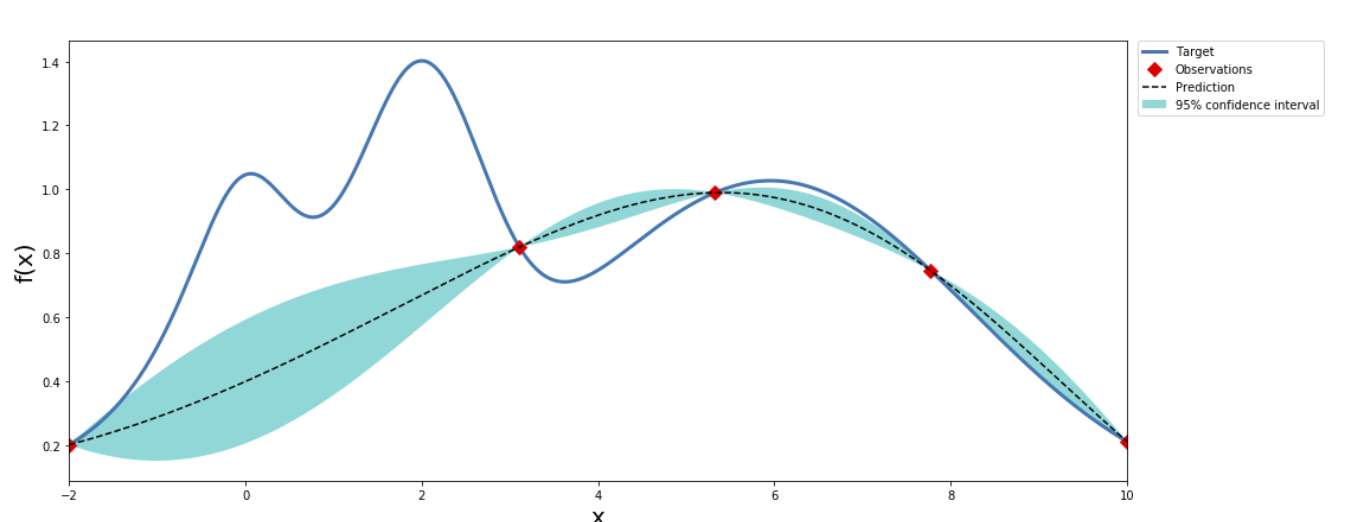 1.4
1.2
1.0
0.8
0.6
0.4
0.2
f(x)
−2
0
2
4
6
8
10
x
Target
Observations
Prediction
95% confidence interval